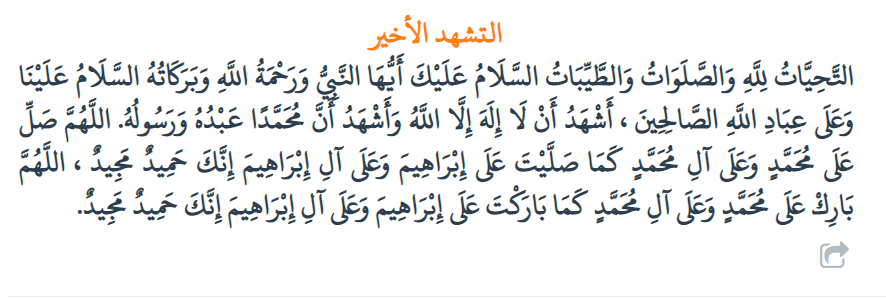 التشهد الأخير
التَّحِيَّاتُ لِلَّهِ وَالصَّلَوَاتُ وَالطَّيِّبَاتُ السَّلَامُ عَلَيْكَ أَيُّهَا النَّبِيُّ وَرَحْمَةُ اللَّهِ وَبَرَكَاتُهُ السَّلَامُ عَلَيْنَا
وَعَلَى عِبَادِ اللَّهِ الصَّالِحِينَ ، أَشْهَدُ أَنْ لَا إِلَهَ إِلَّا اللَّهُ وَأَشْهَدُ أَنَّ مُحَمَّدًا عَبْدُهُ وَرَسُولُهُ. اللَّهُمَّ صَلِّ
عَلَى مُحَمَّدٍ وَعَلَى آلِ مُحَمَّدٍ كَمَا صَلَّيْتَ عَلَى إِبْرَاهِيمَ وَعَلَى آلِ إِبْرَاهِيمَ إِنَّكَ حَمِيدٌ مَجِيدٌ ، اللَّهُمَّ
بَارِكْ عَلَى مُحَمَّدٍ وَعَلَى آلِ مُحَمَّدٍ كَمَا بَارَكْتَ عَلَى إِبْرَاهِيمَ وَعَلَى آلِ إِبْرَاهِيمَ إِنَّكَ حَمِيدٌ مَجِيدٌ.